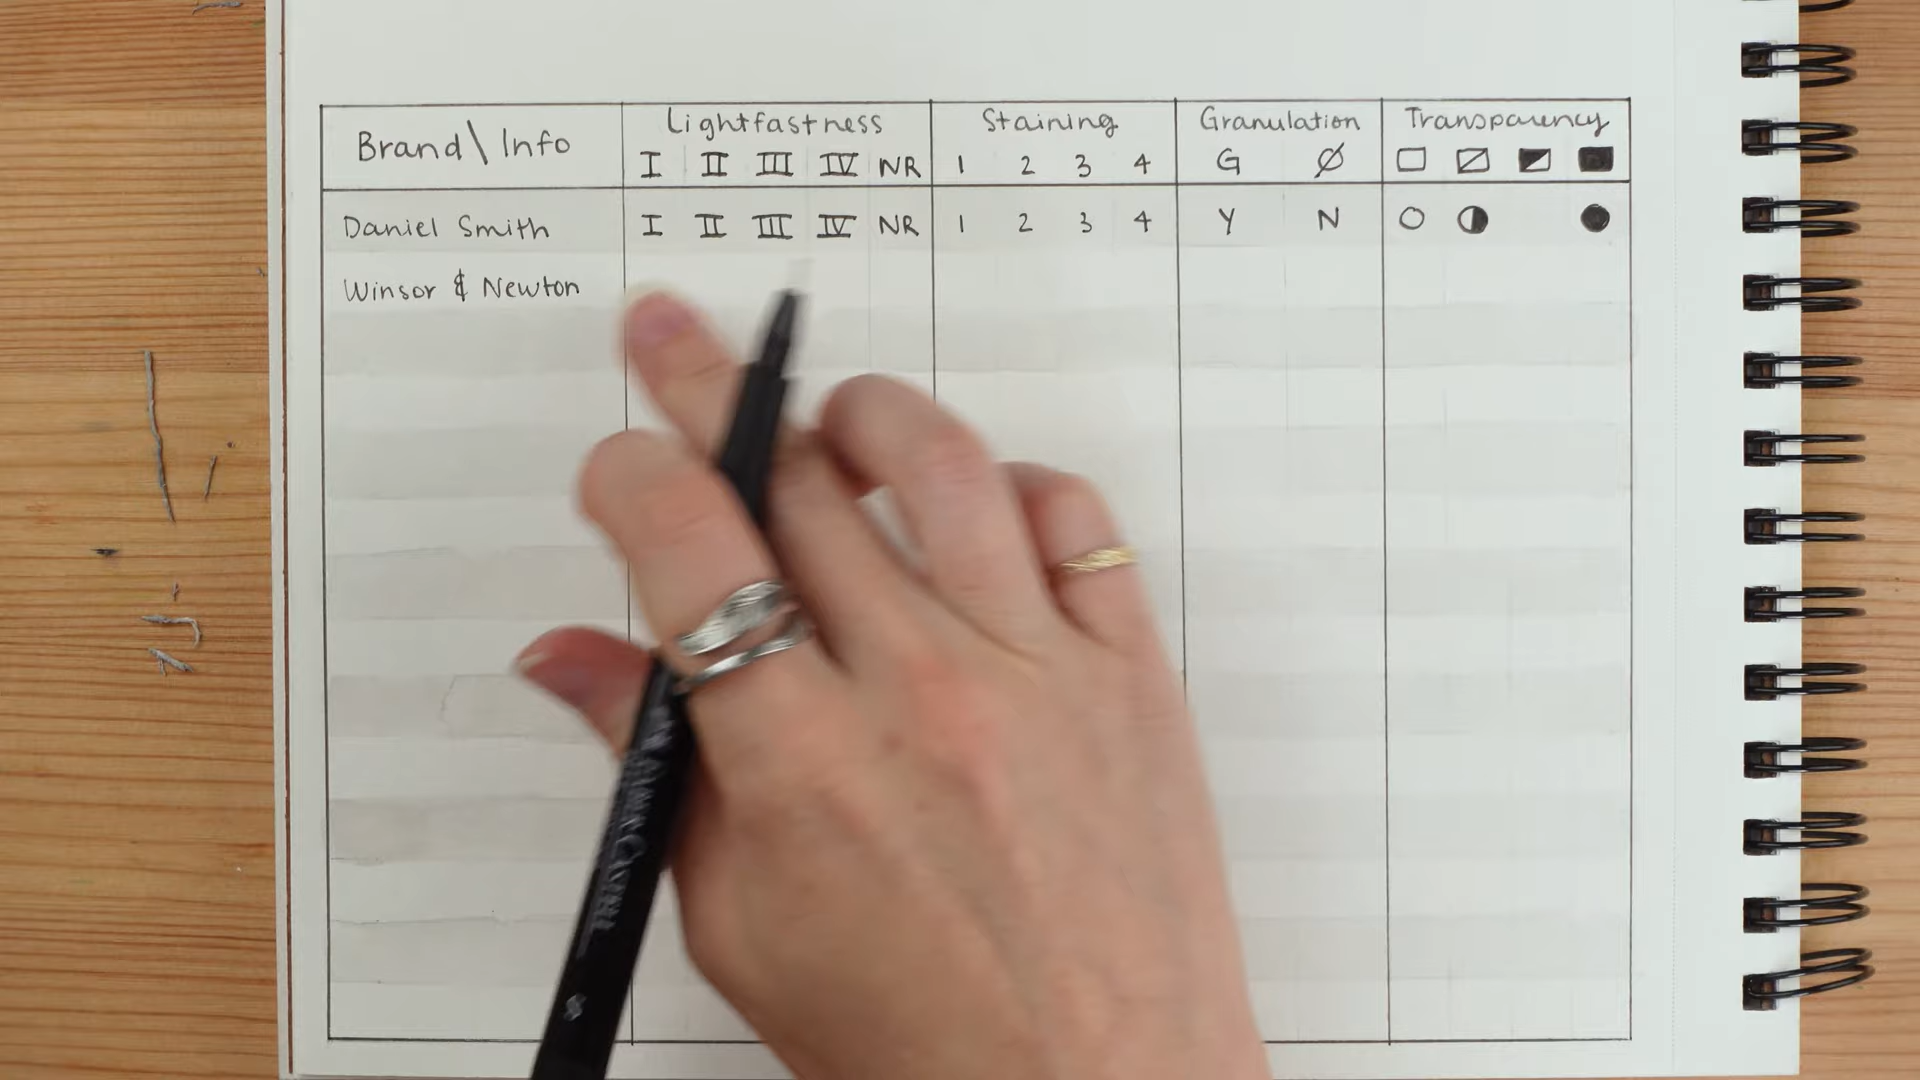 Brand\Info Lightfastness Staining Granulation Transparency
I II III IV NR 1 2 3 4 G Ø
Daniel Smith I II III IV NR 1 2 3 4 Y N
Winsor & Newton